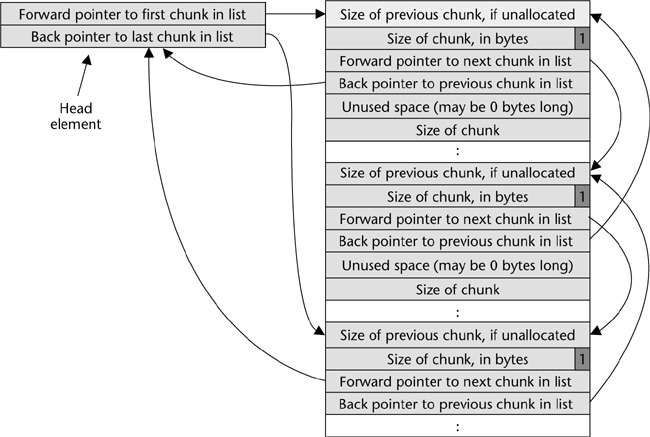 Forward pointer to first chunk in list
Back pointer to last chunk in list
Head
element
Size of previous chunk, if unallocated
Size of chunk, in bytes 1
Forward pointer to next chunk in list
Back pointer to previous chunk in list
Unused space (may be 0 bytes long)
Size of chunk
:
Size of previous chunk, if unallocated
Size of chunk, in bytes 1
Forward pointer to next chunk in list
Back pointer to previous chunk in list
Unused space (may be 0 bytes long)
Size of chunk
:
Size of previous chunk, if unallocated
Size of chunk, in bytes 1
Forward pointer to next chunk in list
Back pointer to previous chunk in list
: